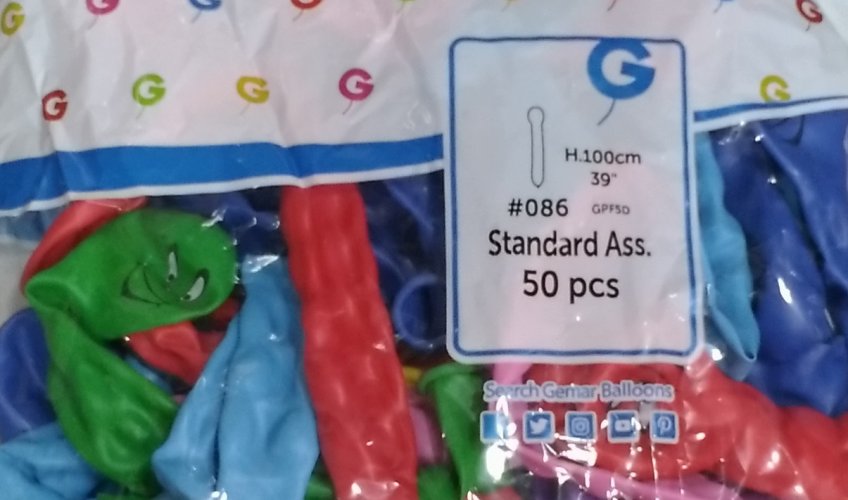 G G G G G G G
G G G G G
G
H.100cm
39"
#086 GPF5D
Standard Ass.
50 pcs
Search Gemar Balloons